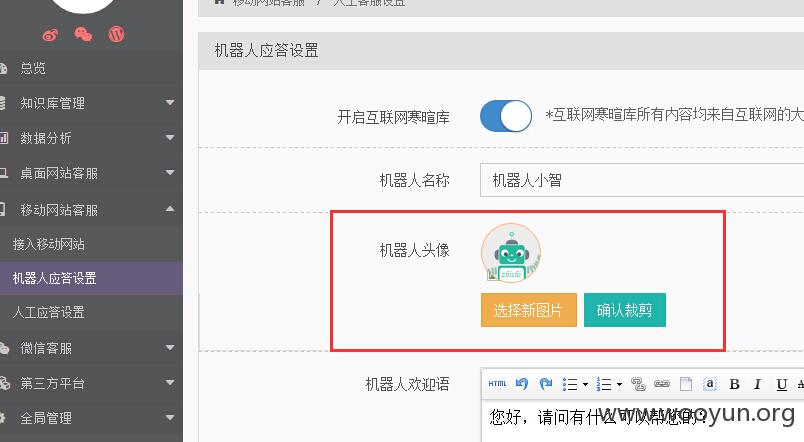 移动网站客服 / 人工客服设置
机器人应答设置
总览
知识库管理
数据分析
桌面网站客服
移动网站客服
接入移动网站
机器人应答设置
人工应答设置
微信客服
第三方平台
全局管理
开启互联网寒暄库
*互联网寒暄库所有内容均来自互联网的大
机器人名称
机器人小智
机器人头像
zhichi
选择新图片
确认裁剪
机器人欢迎语
HTML
B I U A
您好，请问有什么可以帮您的?
www.wooyun.org